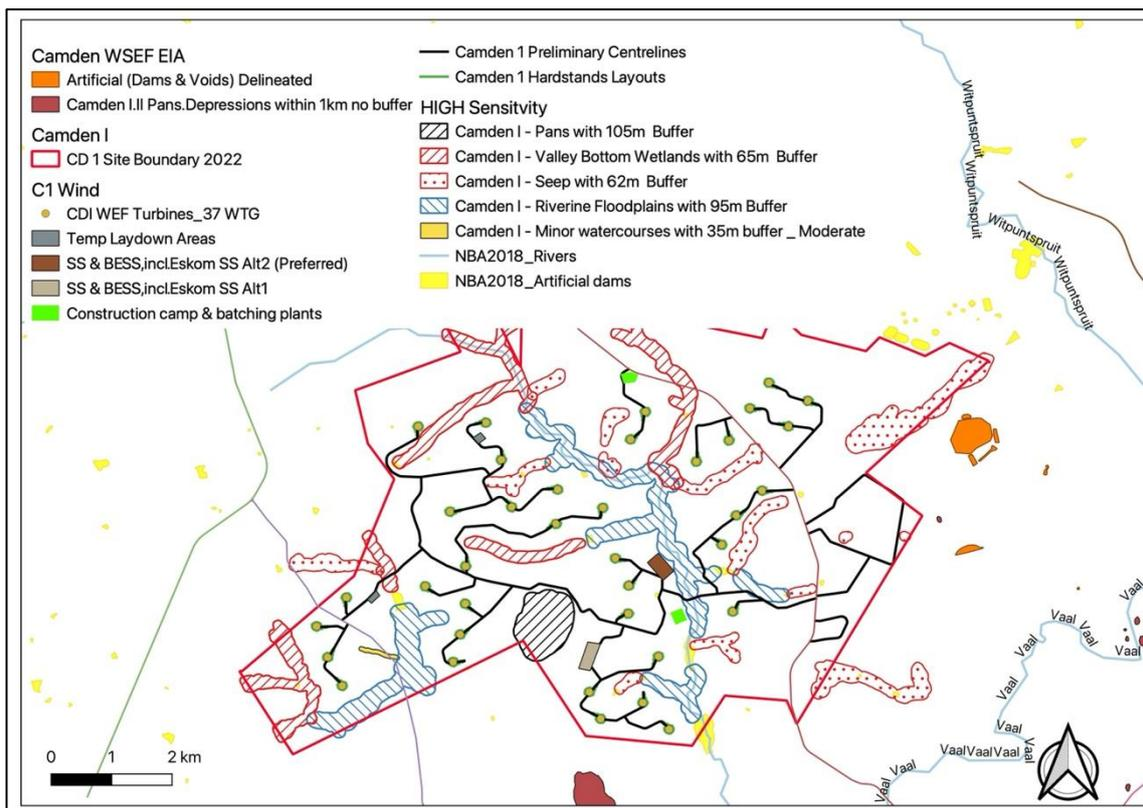 Camden WSEF EIA
Artificial (Dams & Voids) Delineated
Camden I.II Pans.Depressions within 1km no buffer
Camden I
CD 1 Site Boundary 2022
C1 Wind
CDI WEF Turbines_37 WTG
Temp Laydown Areas
SS & BESS,incl.Eskom SS Alt2 (Preferred)
SS & BESS,incl.Eskom SS Alt1
Construction camp & batching plants
Camden 1 Preliminary Centrelines
Camden 1 Hardstands Layouts
HIGH Sensitvity
Camden I - Pans with 105m Buffer
Camden I - Valley Bottom Wetlands with 65m Buffer
Camden I - Seep with 62m Buffer
Camden I - Riverine Floodplains with 95m Buffer
Camden I - Minor watercourses with 35m buffer _ Moderate
NBA2018_Rivers
NBA2018_Artificial dams
Witpuntspruit
Witpuntspruit
Witpuntspruit
Witpuntspruit
Vaal
Vaal
Vaal
Vaal
Vaal
Vaal
Vaal
Vaal
Vaal
Vaal
Vaal
Vaal
Vaal
0 1 2 km